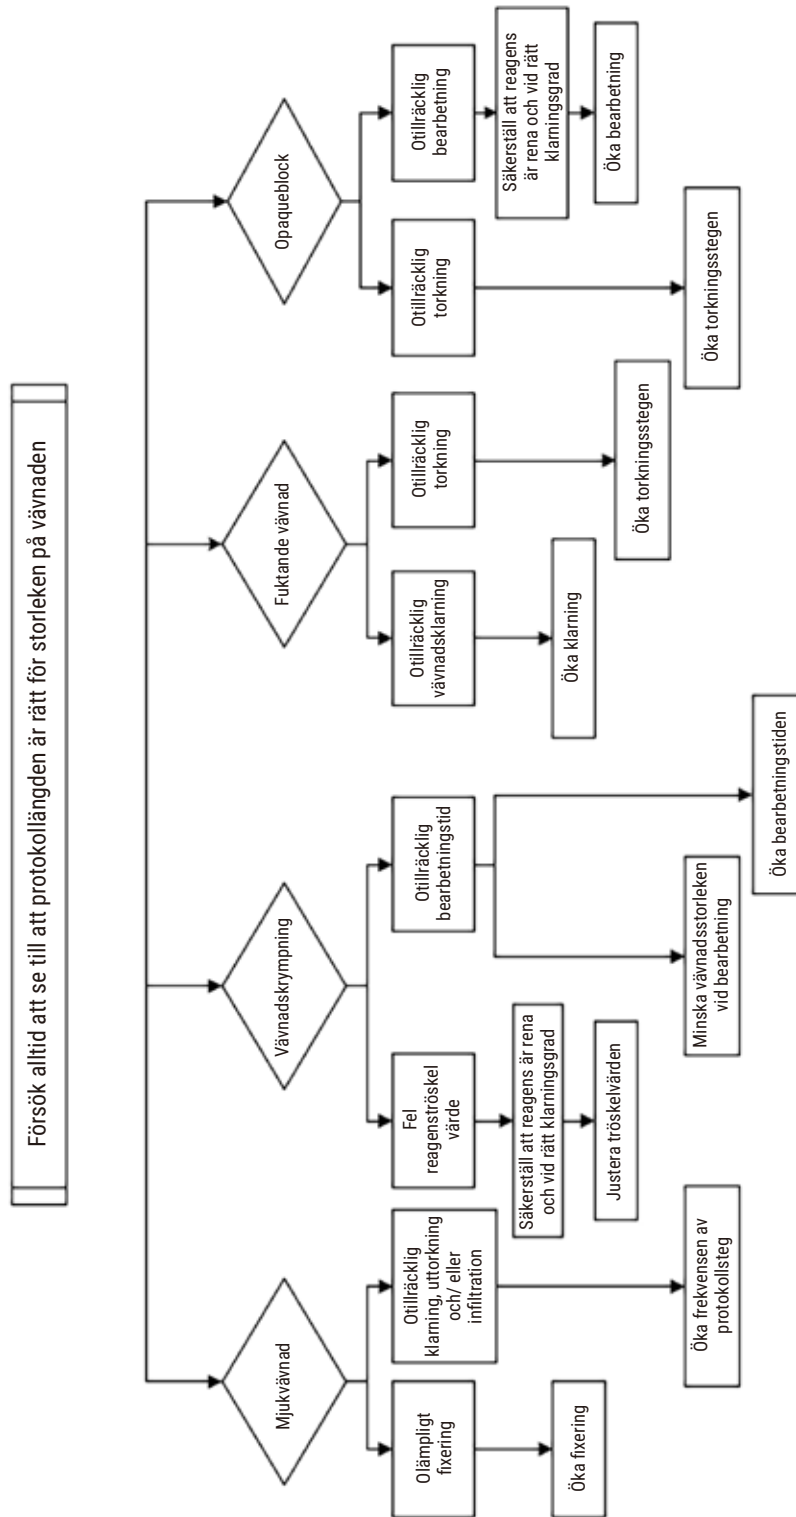 Försök alltid att se till att protokollängden är rätt för storleken på vävnaden
Mjukvävnad
Vävnadskrympning
Fuktande vävnad
Opaqueblock
Olämpligt
fixering
Otillräcklig
klarning, uttorkning
och/ eller
infiltration
Fel
reagenströskel
värde
Otillräcklig
bearbetningstid
Otillräcklig
vävnadsklarning
Otillräcklig
torkning
Otillräcklig
torkning
Otillräcklig
bearbetning
Öka fixering
Öka frekvensen av
protokollsteg
Säkerställ att reagens är rena
och vid rätt klarningsgrad
Justera tröskelvärden
Minska vävnadsstorleken
vid bearbetning
Öka bearbetningstiden
Öka klarning
Öka torkningsstegen
Öka torkningsstegen
Säkerställ att reagens
är rena och vid rätt
klarningsgrad
Öka bearbetning